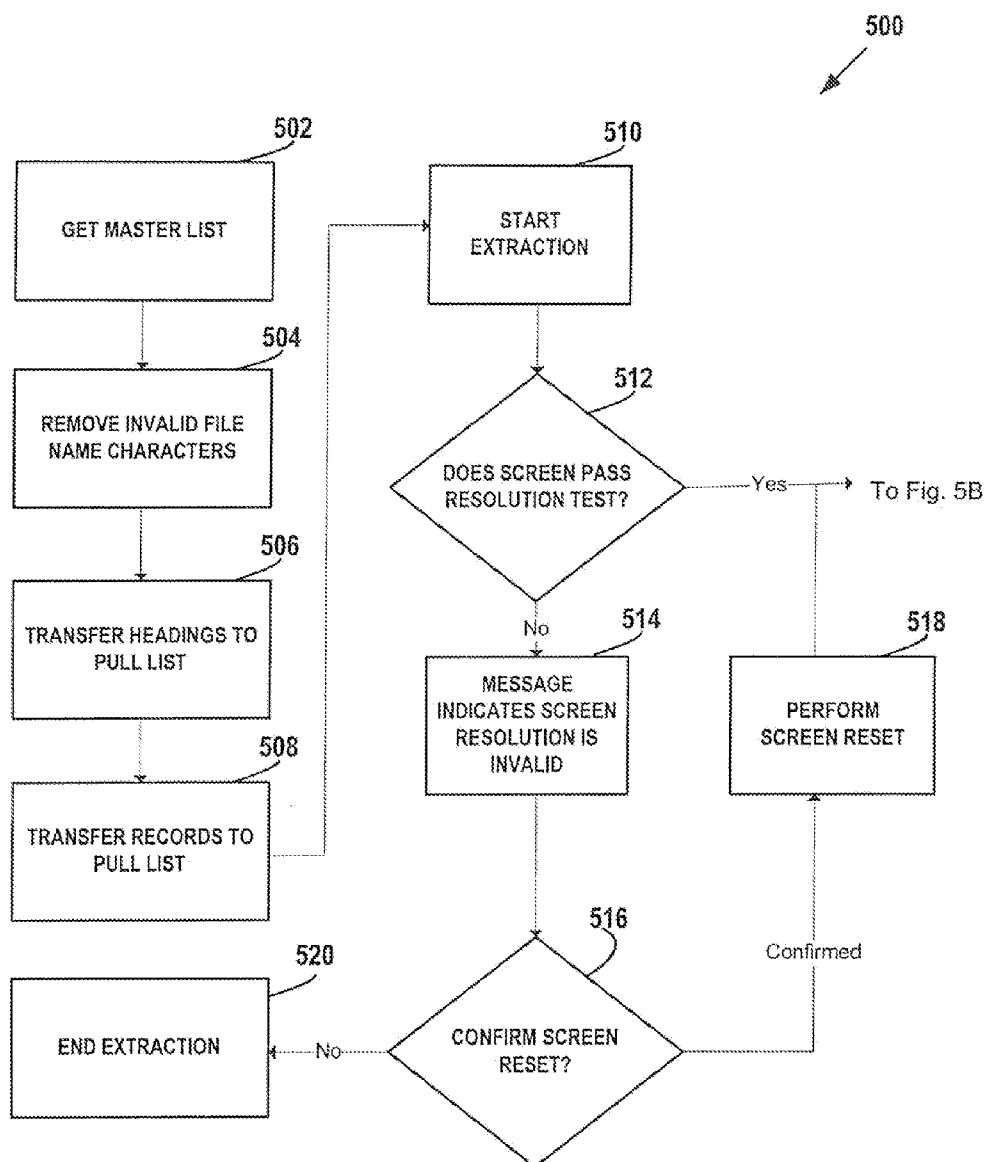 500
502
GET MASTER LIST
504
REMOVE INVALID FILE
NAME CHARACTERS
506
TRANSFER HEADINGS TO
PULL LIST
508
TRANSFER RECORDS TO
PULL LIST
510
START
EXTRACTION
512
DOES SCREEN PASS
RESOLUTION TEST?
Yes
To Fig. 5B
No
514
MESSAGE
INDICATES SCREEN
RESOLUTION IS
INVALID
516
CONFIRM SCREEN
RESET?
Confirmed
518
PERFORM
SCREEN RESET
No
520
END EXTRACTION